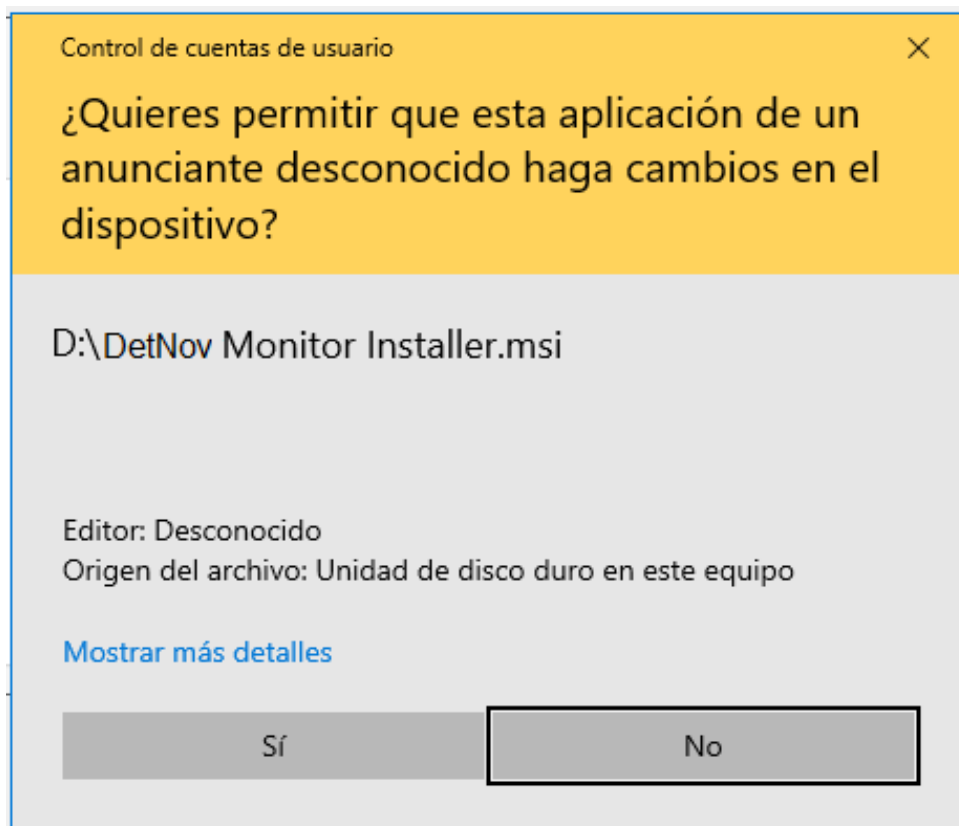 Control de cuentas de usuario
¿Quieres permitir que esta aplicación de un
anunciante desconocido haga cambios en el
dispositivo?
D:\DetNov Monitor Installer.msi
Editor: Desconocido
Origen del archivo: Unidad de disco duro en este equipo
Mostrar más detalles
Sí
No